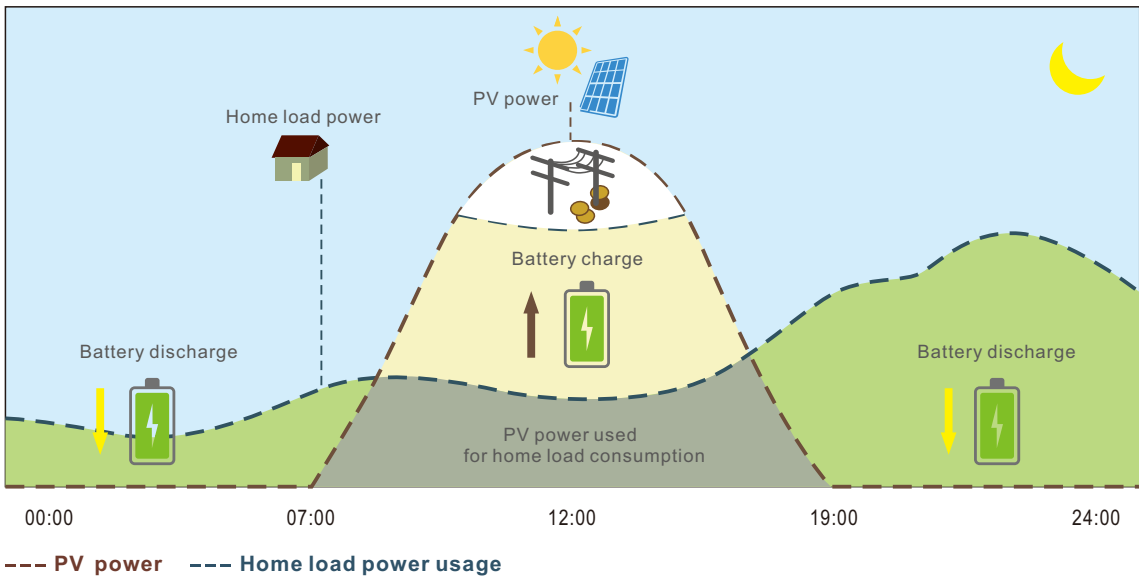 PV power
Home load power
Battery charge
Battery discharge
Battery discharge
PV power used
for home load consumption
00:00
07:00
12:00
19:00
24:00
PV power
Home load power usage